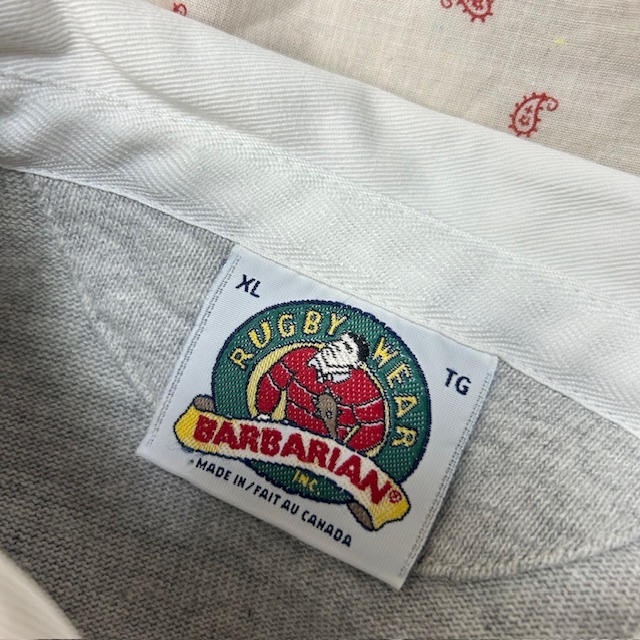 XL
TG
RUGBY WEAR
BARBARIAN®
INC
MADE IN/FAIT AU CANADA